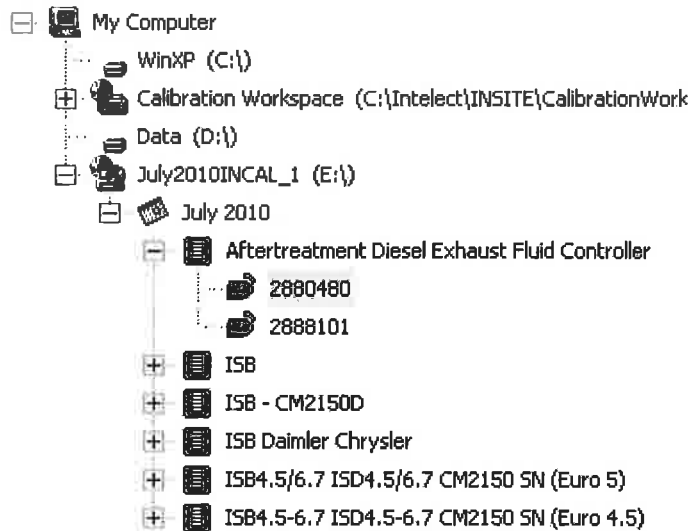 My Computer
WinXP (C:\)
Calibration Workspace (C:\Intelect\INSITE\CalibrationWork
Data (D:\)
July2010INCAL_1 (E:\)
July 2010
Aftertreatment Diesel Exhaust Fluid Controller
2880480
2888101
ISB
ISB - CM2150D
ISB Daimler Chrysler
ISB4.5/6.7 ISD4.5/6.7 CM2150 SN (Euro 5)
ISB4.5-6.7 ISD4.5-6.7 CM2150 SN (Euro 4.5)